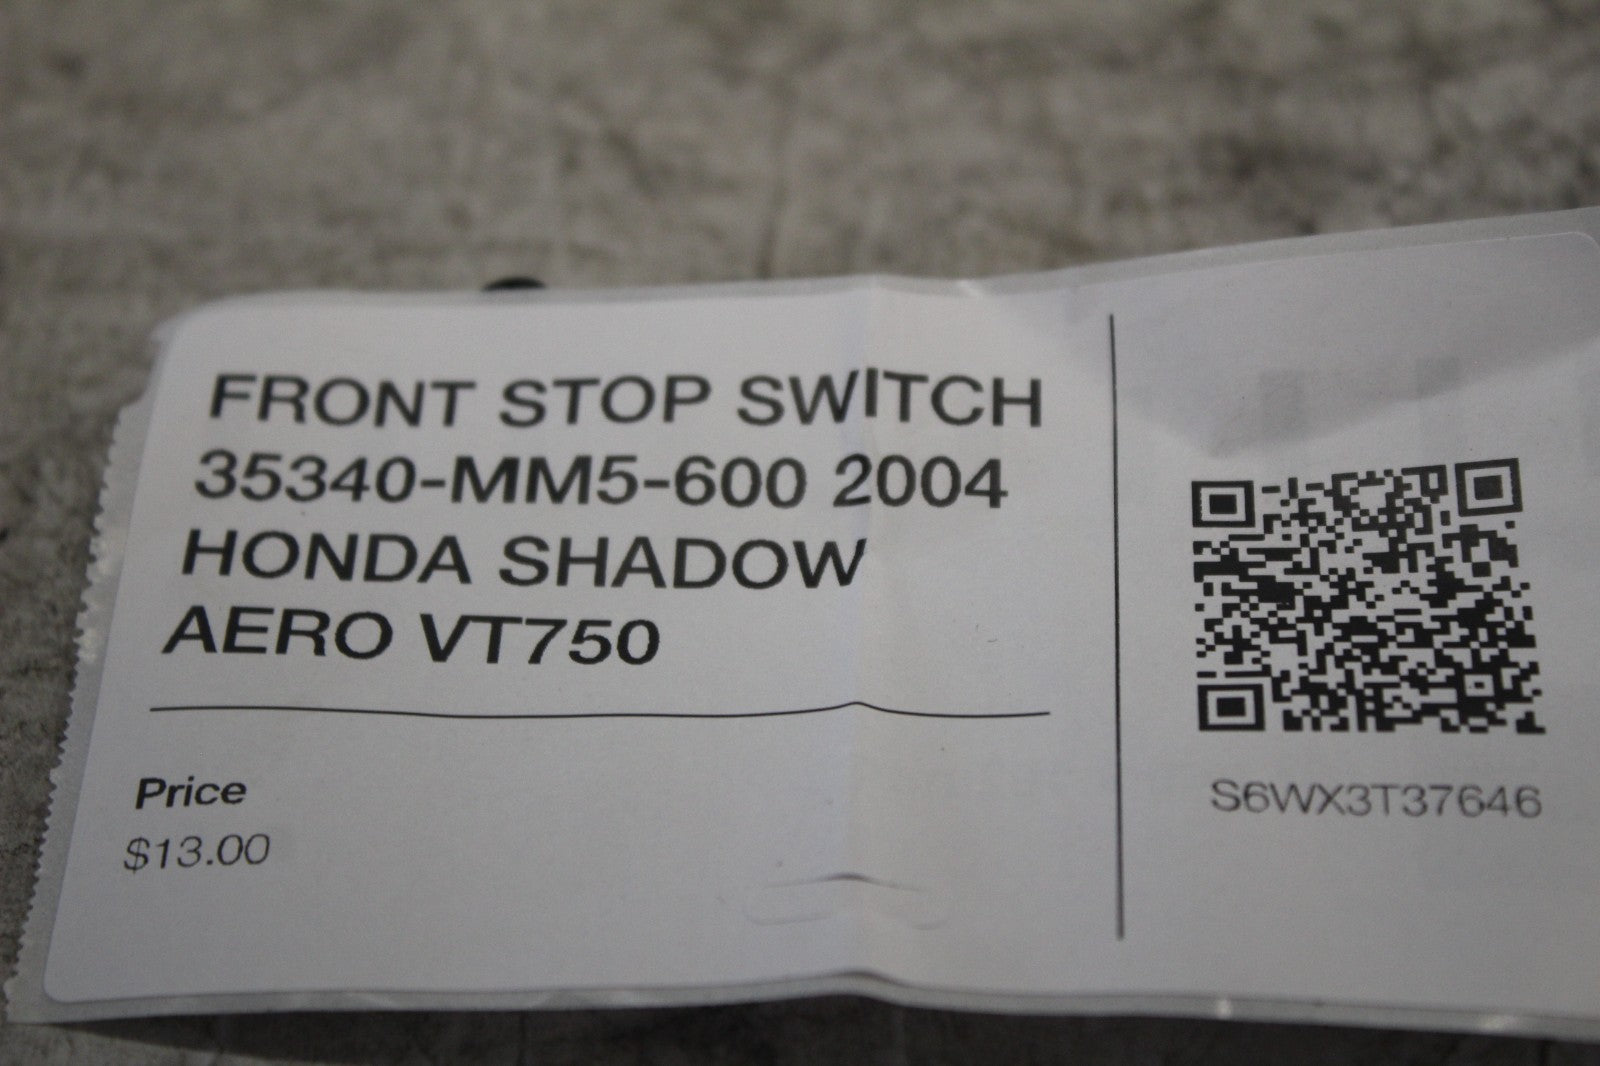 FRONT STOP SWITCH
35340-MM5-600 2004
HONDA SHADOW
AERO VT750
Price
$13.00
S6WX3T37646